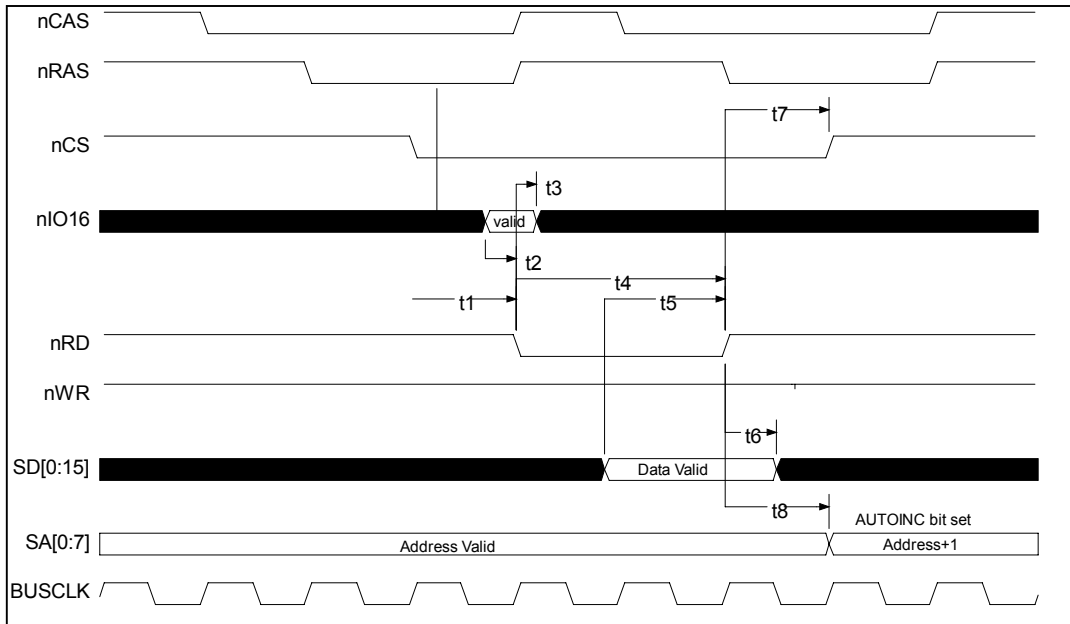 nCAS
nRAS
t7
nCS
t3
nIO16
valid
t2
t4
t1
t5
nRD
nWR
t6
SD[0:15]
Data Valid
t8
AUTOINC bit set
SA[0:7]
Address Valid
Address+1
BUSCLK